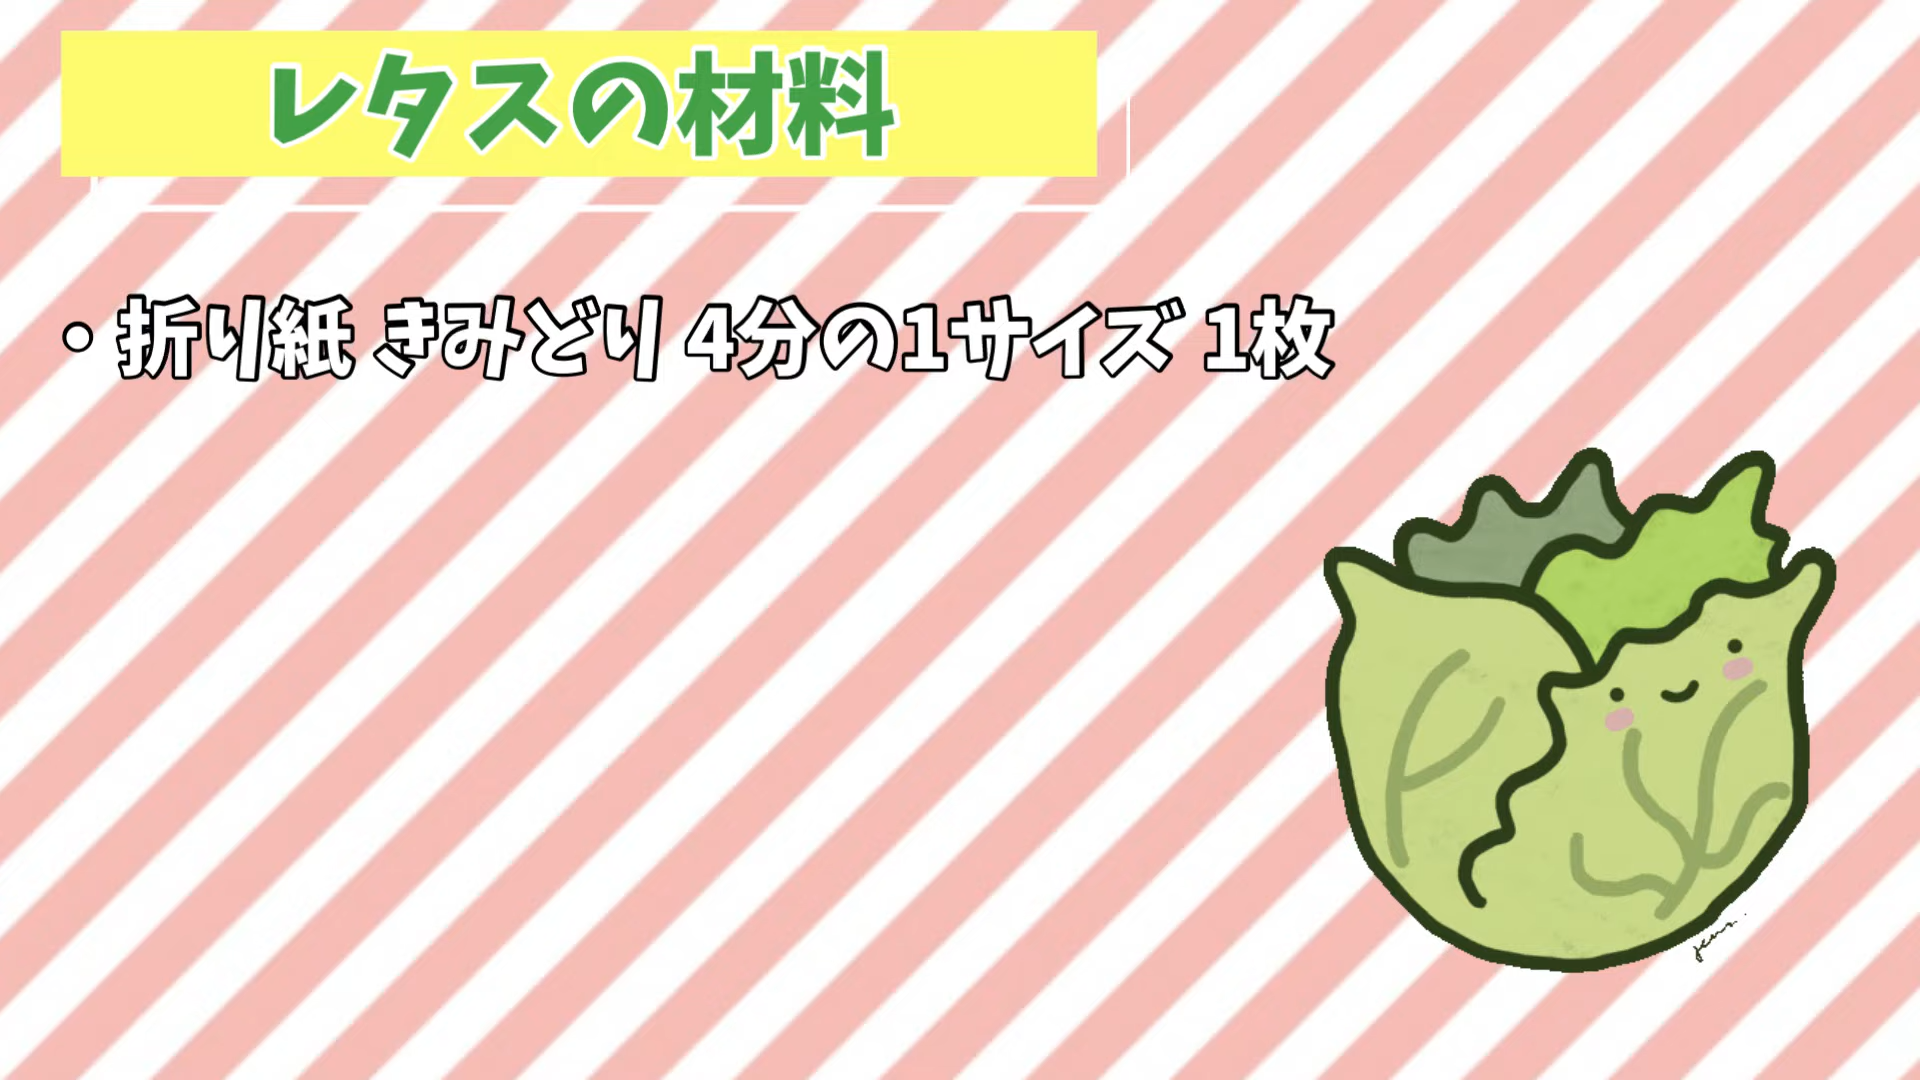 レタスの材料
・折り紙 きみどり 4分の1サイズ 1枚